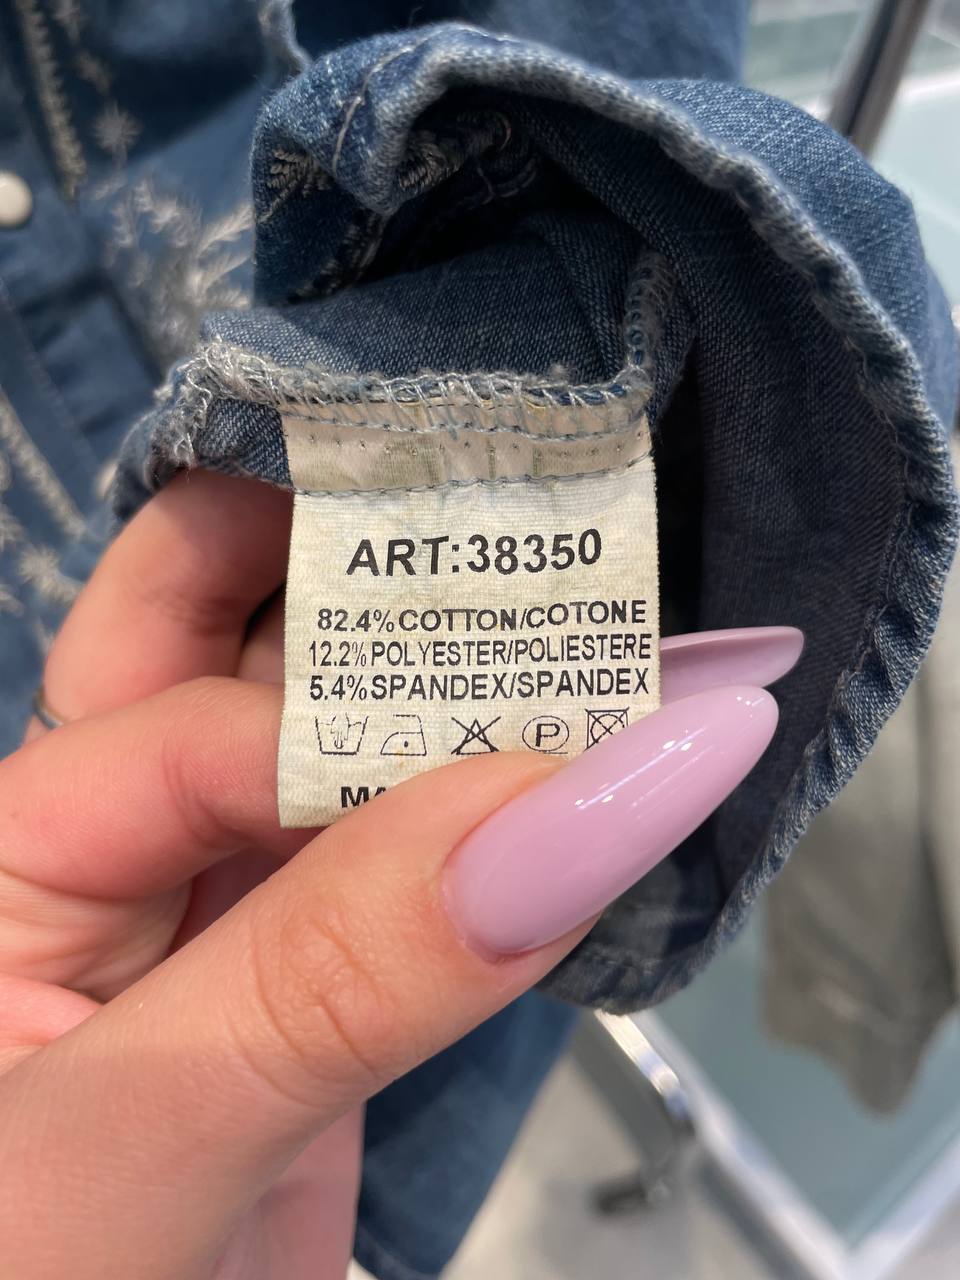 ART:38350
82.4%COTTON/COTONE
12.2%POLYESTER/POLIESTERE
5.4%SPANDEX/SPANDEX
P